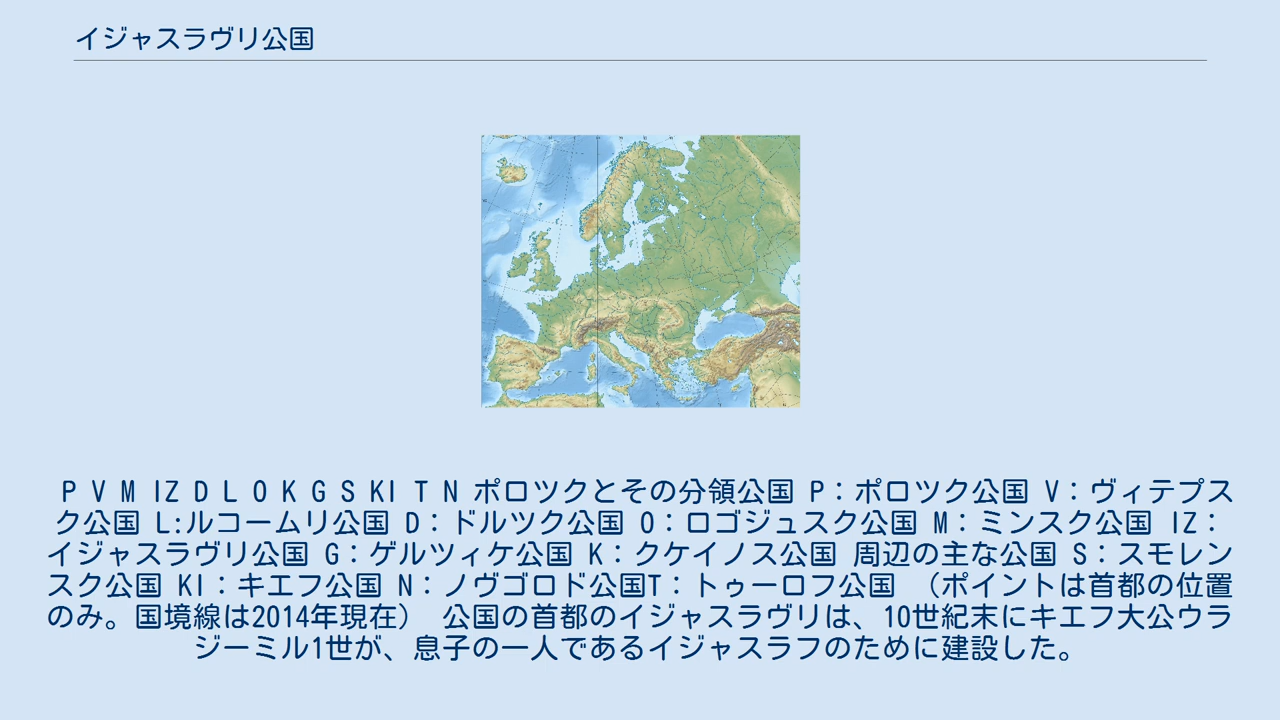 イジャスラヴリ公国
P V M IZ D L O K G S KI T N ポロツクとその分領公国 P：ポロツク公国 V：ヴィテプス
ク公国 L:ルコームリ公国 D：ドルツク公国 O：ロゴジュスク公国 M：ミンスク公国 IZ：
イジャスラヴリ公国 G：ゲルツィケ公国 K：クケイノス公国 周辺の主な公国 S：スモレン
スク公国 KI：キエフ公国 N：ノヴゴロド公国T：トゥーロフ公国 （ポイントは首都の位置
のみ。国境線は2014年現在） 公国の首都のイジャスラヴリは、10世紀末にキエフ大公ウラ
ジーミル1世が、息子の一人であるイジャスラフのために建設した。